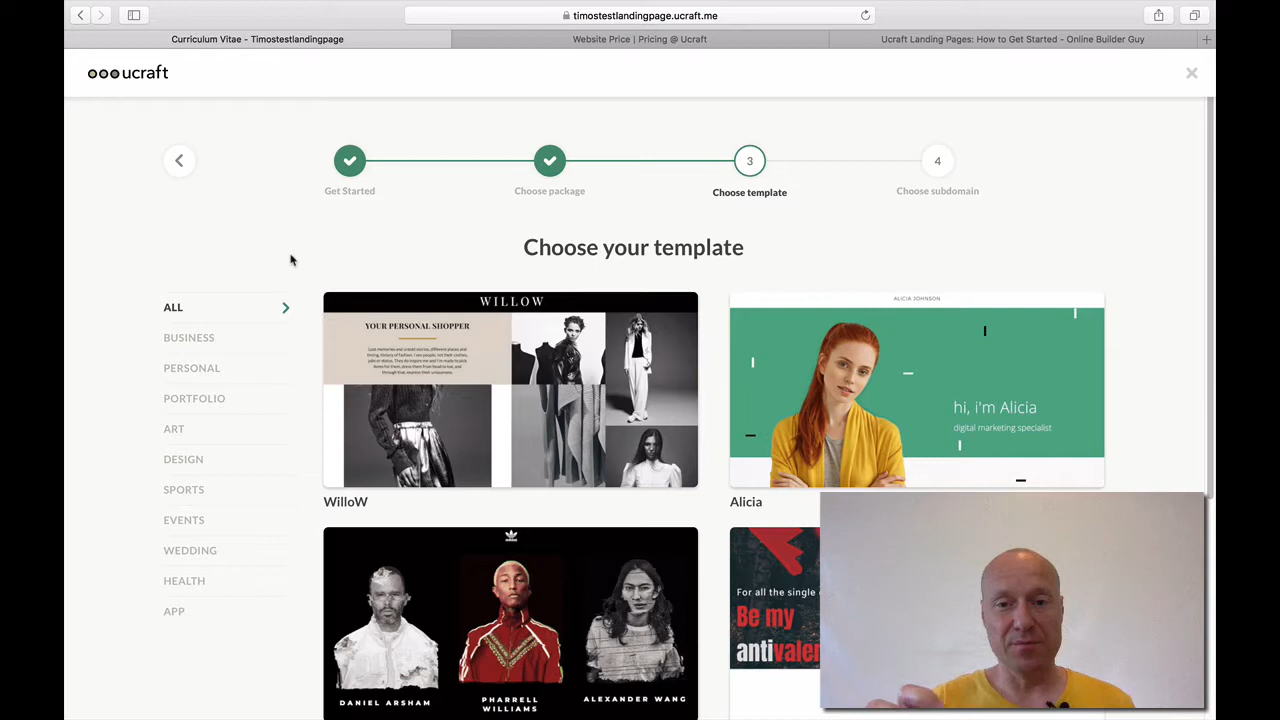 timostestlandingpage.ucraft.me
Curriculum Vitae - Timostestlandingpage
Website Price | Pricing @ Ucraft
Ucraft Landing Pages: How to Get Started - Online Builder Guy
ucraft
3
4
Get Started
Choose package
Choose template
Choose subdomain
Choose your template
ALL
BUSINESS
PERSONAL
PORTFOLIO
ART
DESIGN
SPORTS
EVENTS
WEDDING
HEALTH
APP
WILLOW
YOUR PERSONAL SHOPPER
WilloW
ALICIA JOHNSON
hi, i'm Alicia
digital marketing specialist
Alicia
DANIEL ARSHAM
PHARRELL
WILLIAMS
ALEXANDER WANG
For all the single
Be my
antivaler